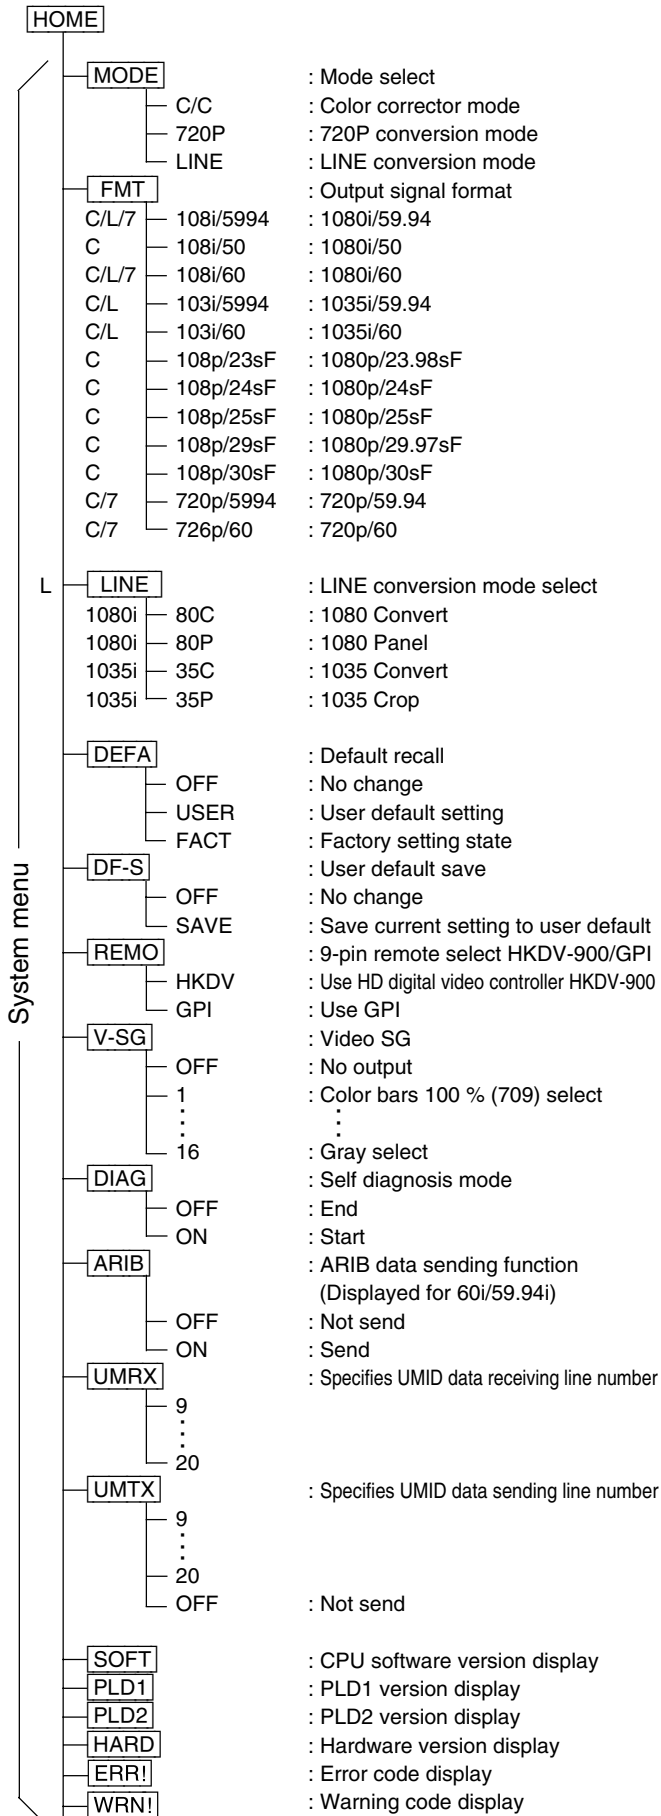 HOME
MODE : Mode select
C/C : Color corrector mode
720P : 720P conversion mode
LINE : LINE conversion mode
FMT : Output signal format
C/L/7 108i/5994 : 1080i/59.94
C 108i/50 : 1080i/50
C/L/7 108i/60 : 1080i/60
C/L 103i/5994 : 1035i/59.94
C/L 103i/60 : 1035i/60
C 108p/23sF : 1080p/23.98sF
C 108p/24sF : 1080p/24sF
C 108p/25sF : 1080p/25sF
C 108p/29sF : 1080p/29.97sF
C 108p/30sF : 1080p/30sF
C/7 720p/5994 : 720p/59.94
C/7 726p/60 : 720p/60
L LINE : LINE conversion mode select
1080i 80C : 1080 Convert
1080i 80P : 1080 Panel
1035i 35C : 1035 Convert
1035i 35P : 1035 Crop
DEFA : Default recall
OFF : No change
USER : User default setting
FACT : Factory setting state
DF-S : User default save
OFF : No change
SAVE : Save current setting to user default
REMO : 9-pin remote select HKDV-900/GPI
HKDV : Use HD digital video controller HKDV-900
GPI : Use GPI
V-SG : Video SG
OFF : No output
1 : Color bars 100 % (709) select
16 : Gray select
DIAG : Self diagnosis mode
OFF : End
ON : Start
ARIB : ARIB data sending function
(Displayed for 60i/59.94i)
OFF : Not send
ON : Send
UMRX : Specifies UMID data receiving line number
9
20
UMTX : Specifies UMID data sending line number
9
20
OFF : Not send
SOFT : CPU software version display
PLD1 : PLD1 version display
PLD2 : PLD2 version display
HARD : Hardware version display
ERR! : Error code display
WRN! : Warning code display
System menu